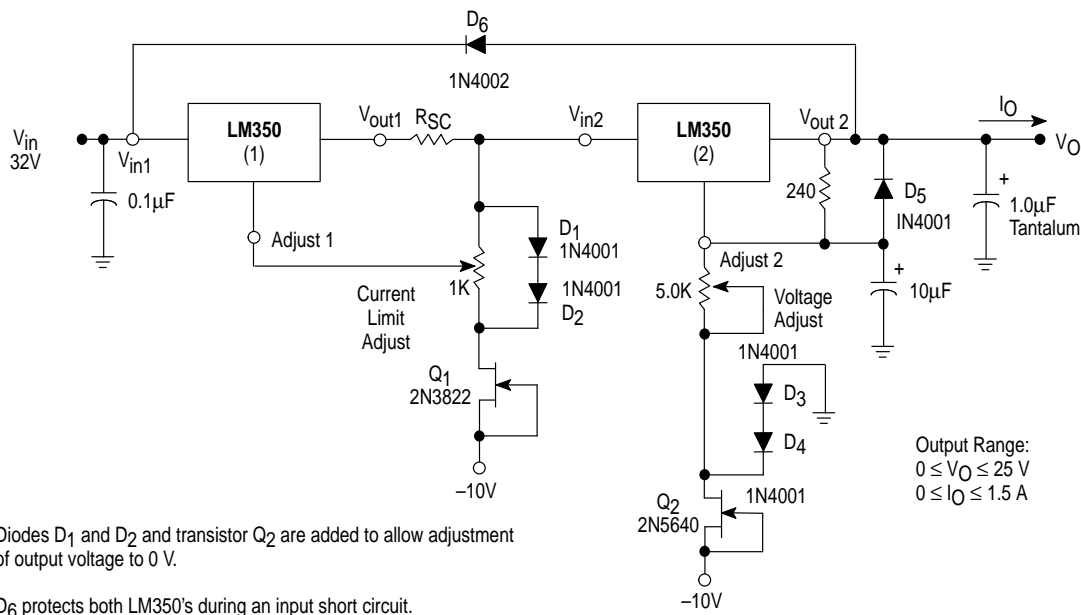 D6
1N4002
Vin
32V
Vin1
0.1µF
LM350
(1)
Vout1
RSC
Vin2
LM350
(2)
Vout 2
IO
VO
240
D5
IN4001
+
1.0µF
Tantalum
Adjust 1
1K
Current
Limit
Adjust
D1
1N4001
1N4001
D2
Adjust 2
5.0K
Voltage
Adjust
+
10µF
Q1
2N3822
–10V
1N4001
D3
D4
1N4001
Q2
2N5640
–10V
Output Range:
0 ≤ VO ≤ 25 V
0 ≤ IO ≤ 1.5 A
Diodes D1 and D2 and transistor Q2 are added to allow adjustment
of output voltage to 0 V.
D6 protects both LM350's during an input short circuit.